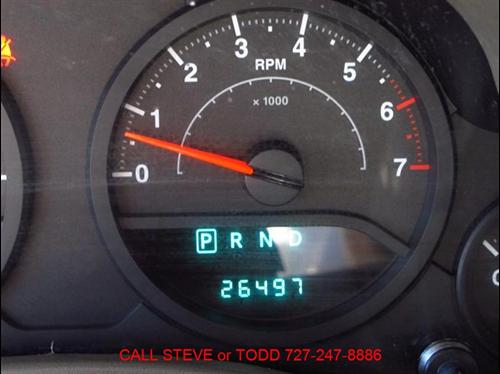 0 1 2 3 4 5 6 7
RPM
x 1000
P R N D
26497
CALL STEVE or TODD 727-247-8886